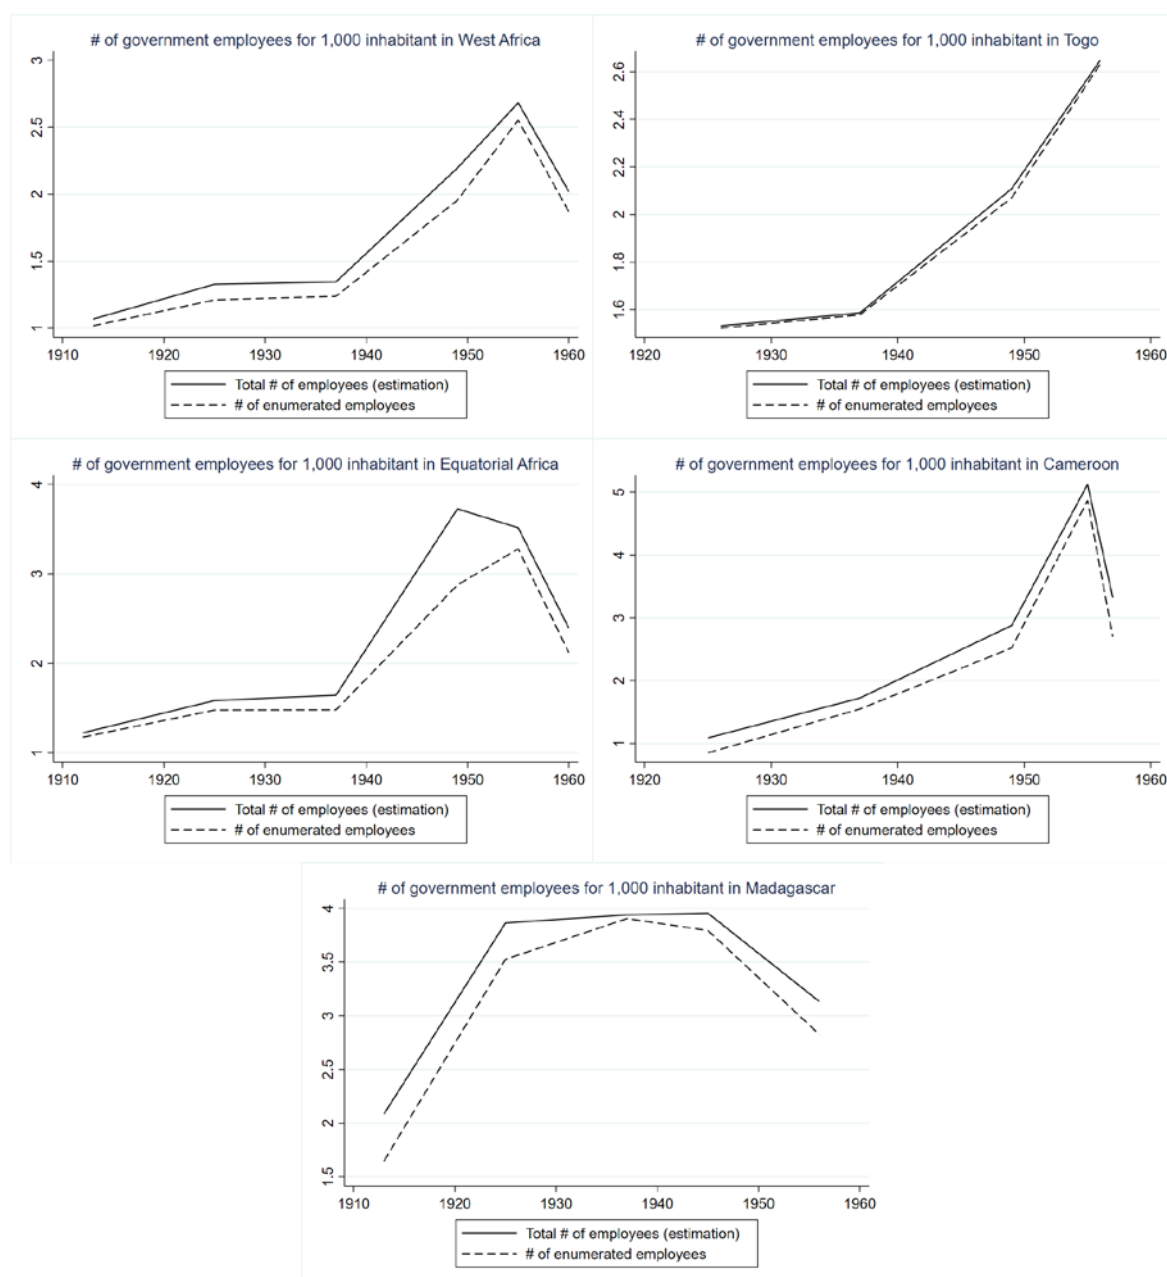 # of government employees for 1,000 inhabitant in West Africa
3
2.5
2
1.5
1
1910 1920 1930 1940 1950 1960
Total # of employees (estimation)
# of enumerated employees
# of government employees for 1,000 inhabitant in Togo
2.6
2.4
2.2
2
1.8
1.6
1920 1930 1940 1950 1960
Total # of employees (estimation)
# of enumerated employees
# of government employees for 1,000 inhabitant in Equatorial Africa
4
3
2
1
1910 1920 1930 1940 1950 1960
Total # of employees (estimation)
# of enumerated employees
# of government employees for 1,000 inhabitant in Cameroon
5
4
3
2
1
1920 1930 1940 1950 1960
Total # of employees (estimation)
# of enumerated employees
# of government employees for 1,000 inhabitant in Madagascar
4
3.5
3
2.5
2
1.5
1910 1920 1930 1940 1950 1960
Total # of employees (estimation)
# of enumerated employees